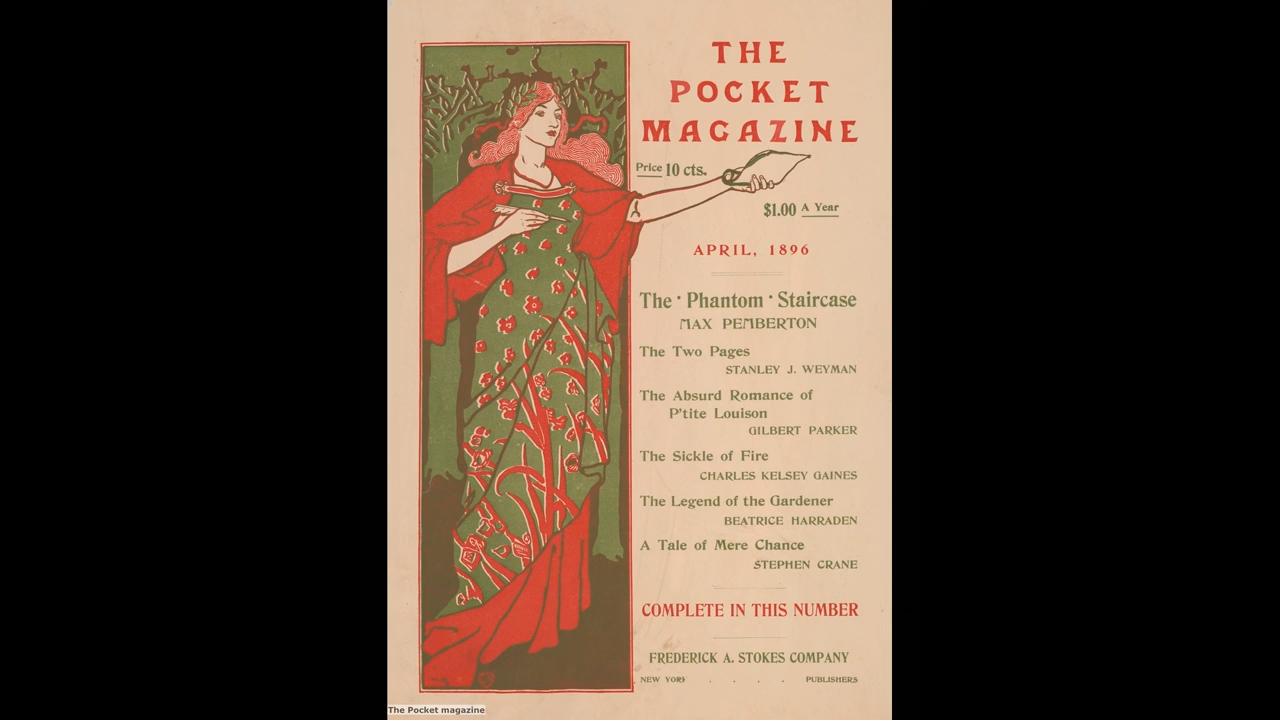 THE
POCKET
MAGAZINE
Price 10 cts.
$1.00 A Year
APRIL, 1896
The · Phantom · Staircase
MAX PEMBERTON
The Two Pages
STANLEY J. WEYMAN
The Absurd Romance of
P'tite Louison
GILBERT PARKER
The Sickle of Fire
CHARLES KELSEY GAINES
The Legend of the Gardener
BEATRICE HARRADEN
A Tale of Mere Chance
STEPHEN CRANE
COMPLETE IN THIS NUMBER
FREDERICK A. STOKES COMPANY
NEW YORK . . . . PUBLISHERS
The Pocket magazine